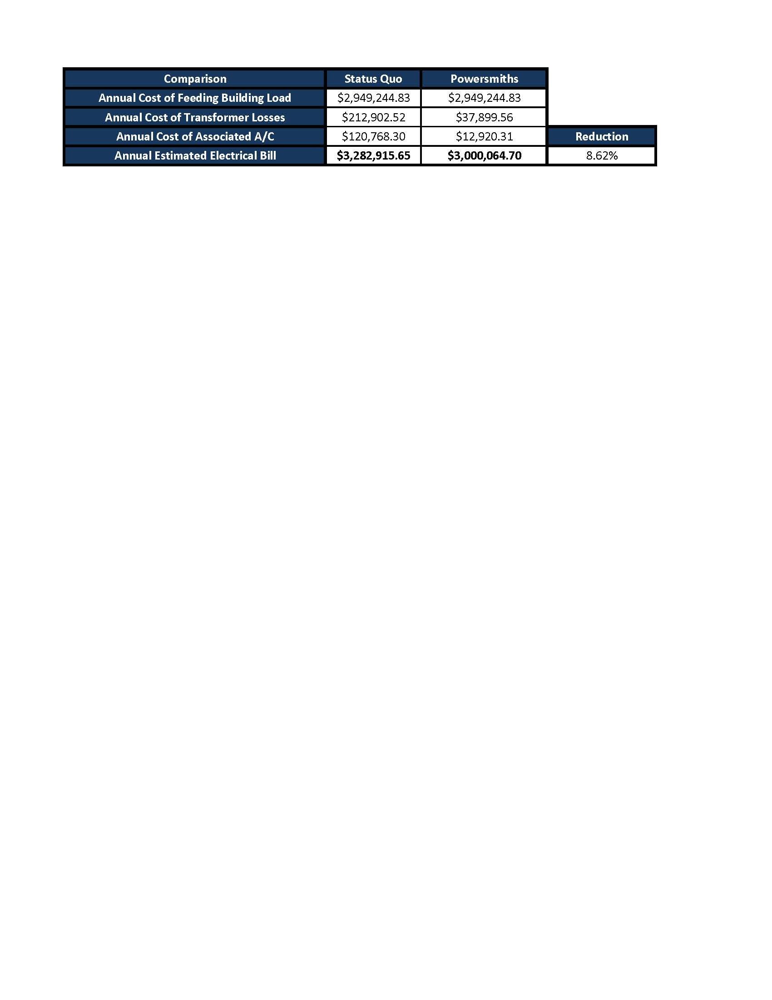 Comparison Status Quo Powersmiths
Annual Cost of Feeding Building Load $2,949,244.83 $2,949,244.83
Annual Cost of Transformer Losses $212,902.52 $37,899.56
Annual Cost of Associated A/C $120,768.30 $12,920.31 Reduction
Annual Estimated Electrical Bill $3,282,915.65 $3,000,064.70 8.62%